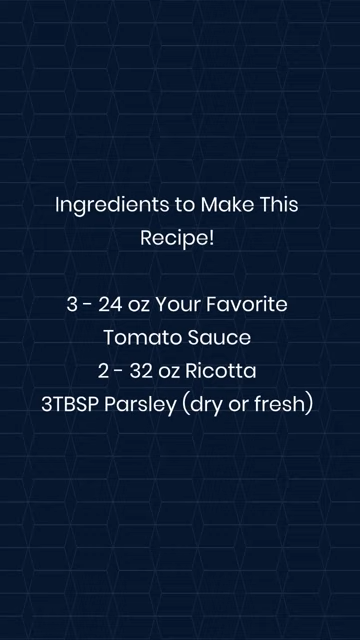 Ingredients to Make This
Recipe!
3 - 24 oz Your Favorite
Tomato Sauce
2 - 32 oz Ricotta
3TBSP Parsley (dry or fresh)